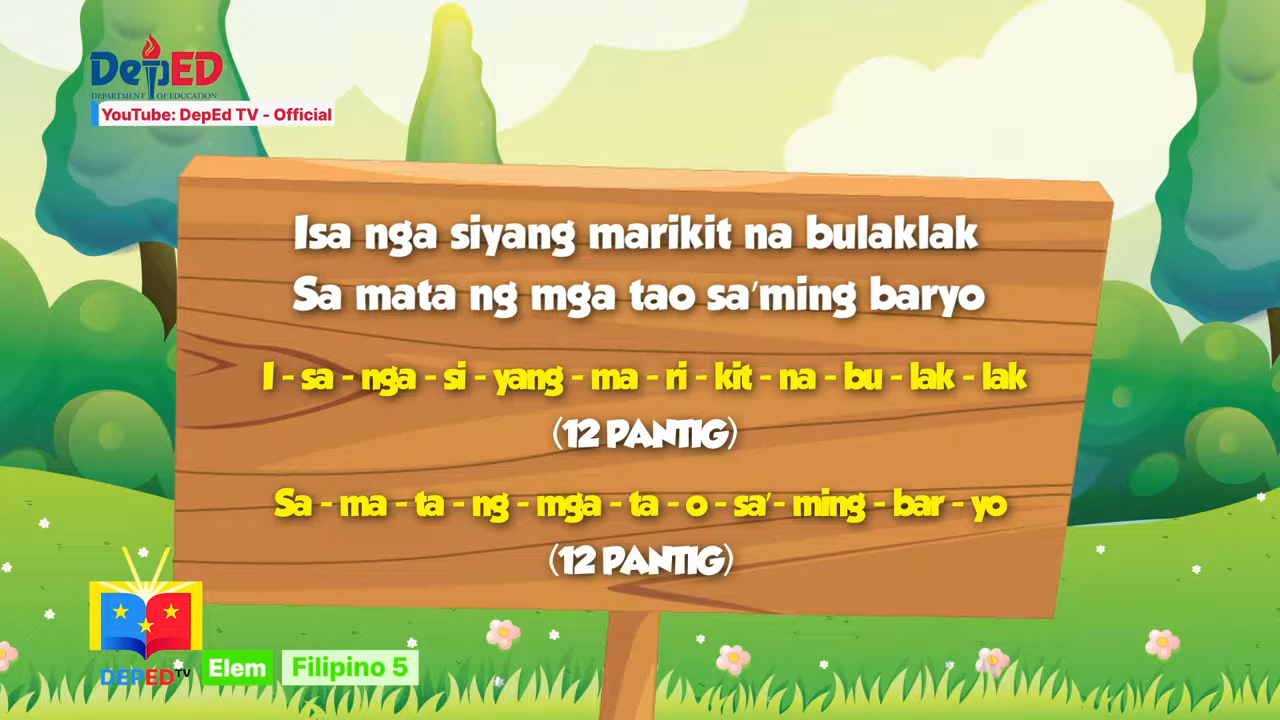 DepED
DEPARTMENT OF EDUCATION
YouTube: DepEd TV - Official
Isa nga siyang marikit na bulaklak
Sa mata ng mga tao sa'ming baryo
I - sa - nga - si - yang - ma - ri - kit - na - bu - lak - lak
(12 PANTIG)
Sa - ma - ta - ng - mga - ta - o - sa' - ming - bar - yo
(12 PANTIG)
DEPED TV
Elem
Filipino 5